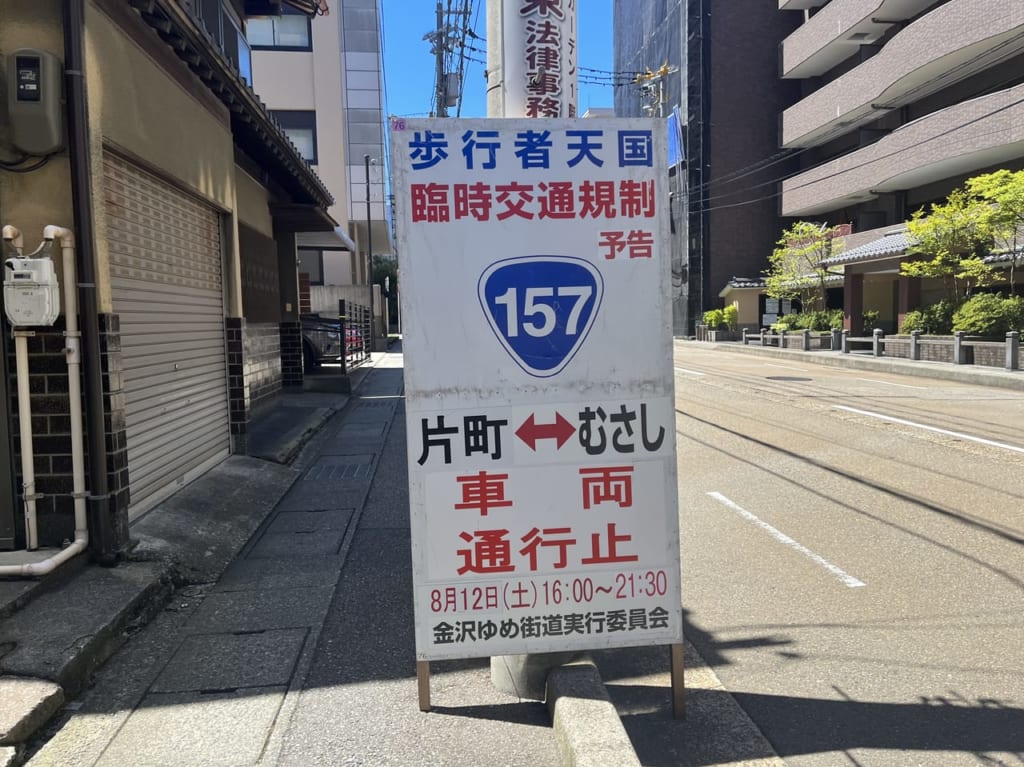 法律事務
76
歩行者天国
臨時交通規制
予告
157
片町⟷むさし
車両
通行止
8月12日(土)16:00〜21:30
金沢ゆめ街道実行委員会
76